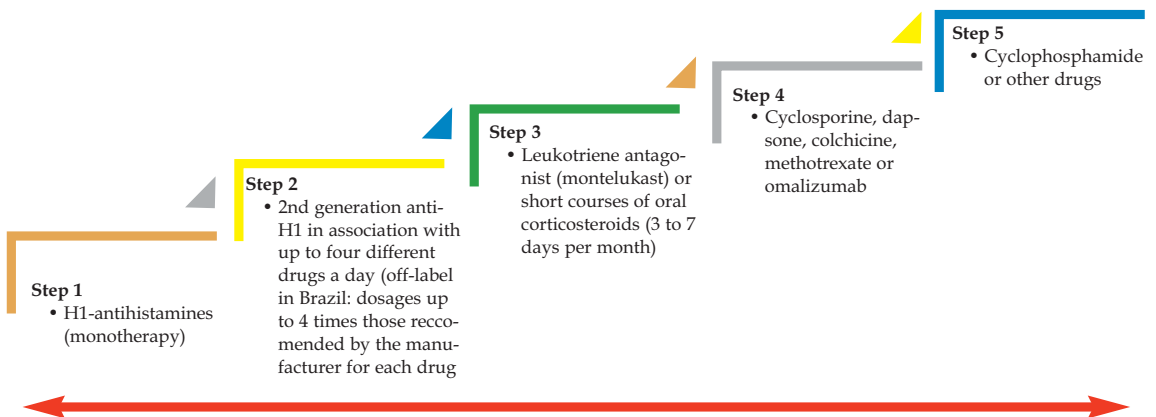 Step 1
• H1-antihistamines
(monotherapy)
Step 2
• 2nd generation anti-
H1 in association with
up to four different
drugs a day (off-label
in Brazil: dosages up
to 4 times those recco-
mended by the manu-
facturer for each drug
Step 3
• Leukotriene antago-
nist (montelukast) or
short courses of oral
corticosteroids (3 to 7
days per month)
Step 4
• Cyclosporine, dap-
sone, colchicine,
methotrexate or
omalizumab
Step 5
• Cyclophosphamide
or other drugs